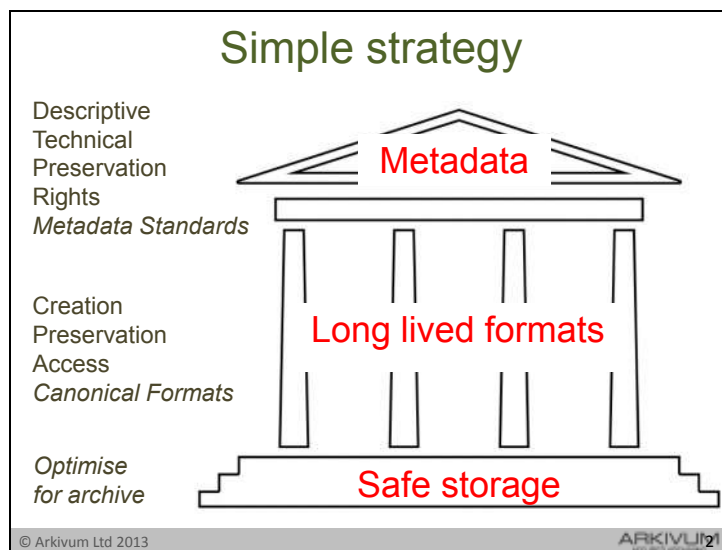 Simple strategy
Descriptive
Technical
Preservation
Rights
Metadata Standards
Metadata
Creation
Preservation
Access
Canonical Formats
Long lived formats
Optimise
for archive
Safe storage
© Arkivum Ltd 2013
ARKIVUM
2